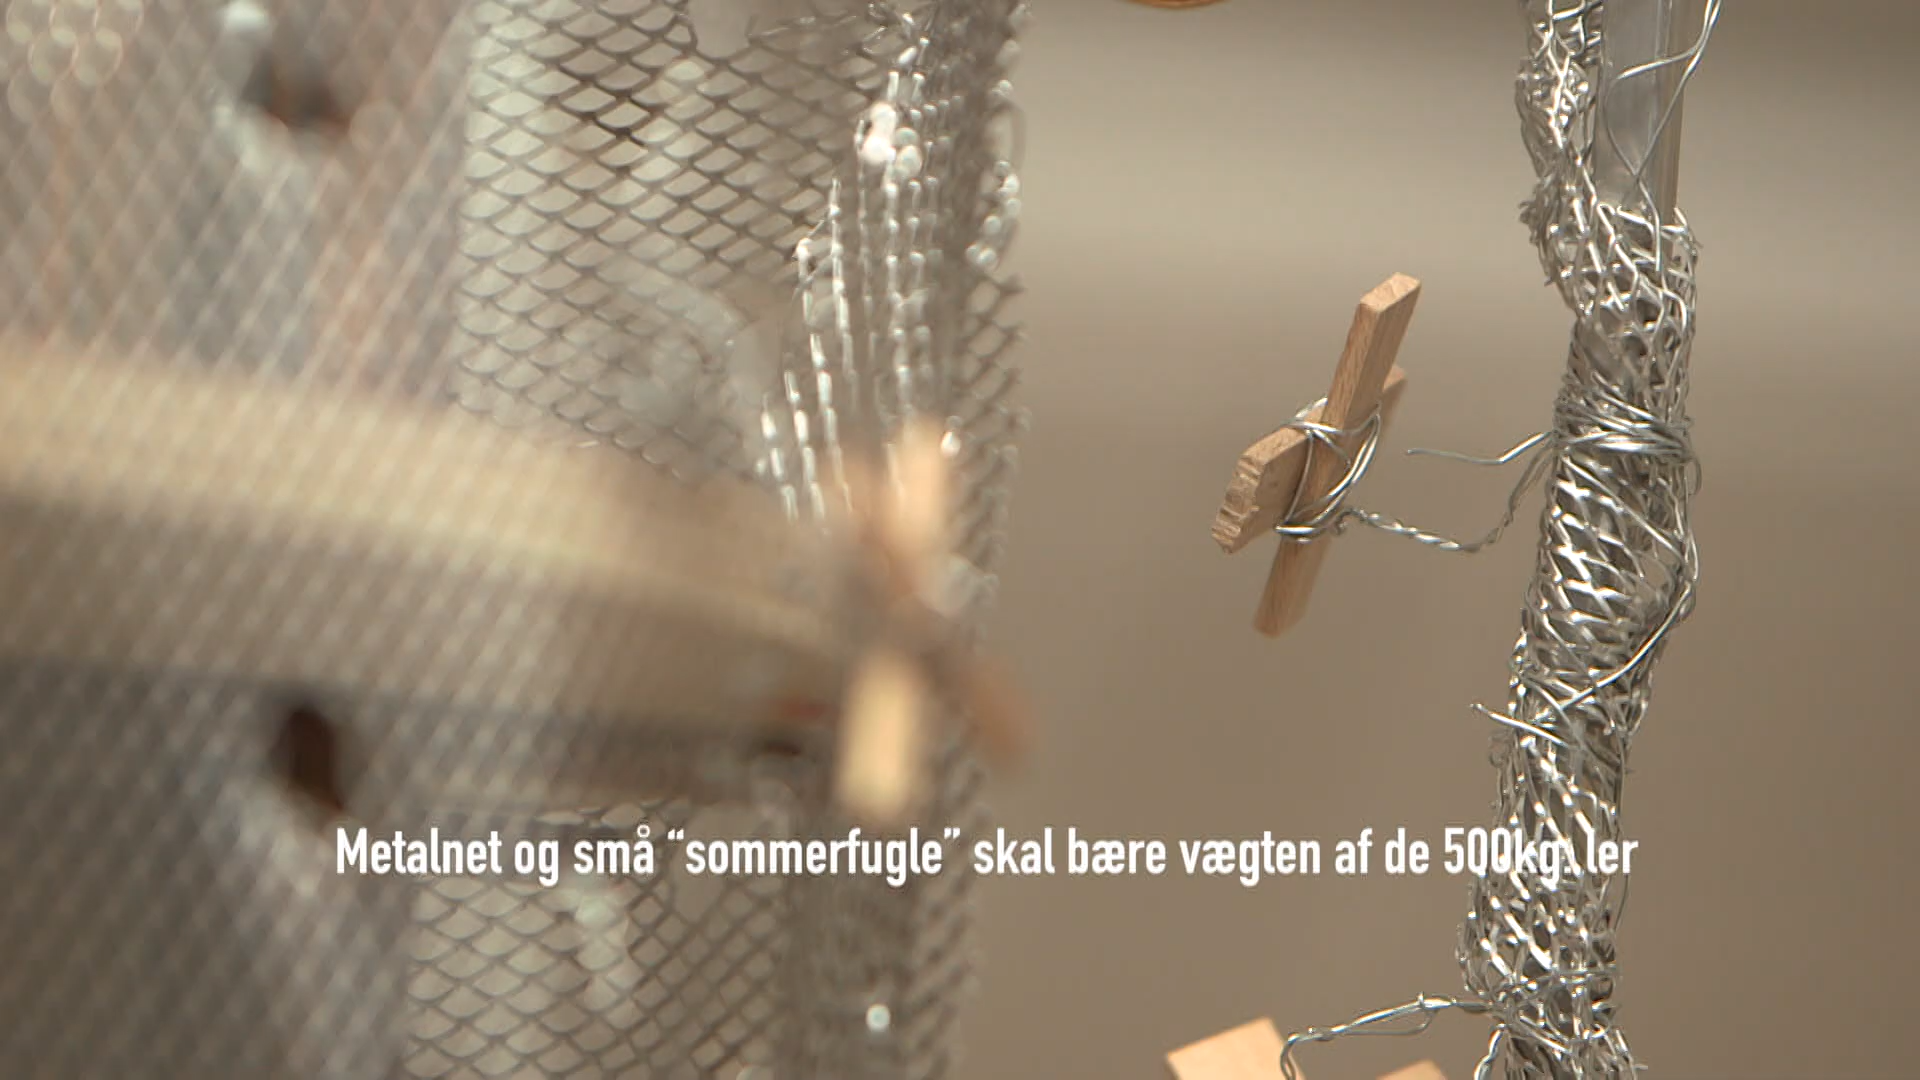 Metalnet og små “sommerfugle” skal bære vægten af de 500kg. ler